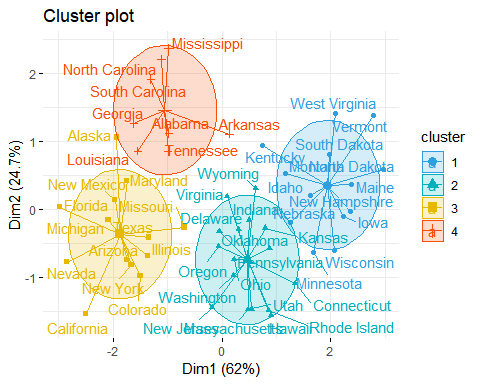 Cluster plot
Mississippi
North Carolina
South Carolina
West Virginia
Georgia
Alabama
Arkansas
Vermont
Alaska
South Dakota
Louisiana
Tennessee
Kentucky
North Dakota
Montana
Wyoming
New Mexico
Maryland
Idaho
Maine
Virginia
New Hampshire
Florida
Missouri
Delaware
Indiana
Nebraska
Iowa
Michigan
Texas
Oklahoma
Kansas
Arizona
Illinois
Pennsylvania
Wisconsin
Nevada
Oregon
New York
Ohio
Minnesota
Colorado
Washington
Utah
Connecticut
California
New Jersey
Massachusetts
Hawaii
Rhode Island
cluster
1
2
3
4
Dim2 (24.7%)
2
1
0
-1
-2
0
2
Dim1 (62%)